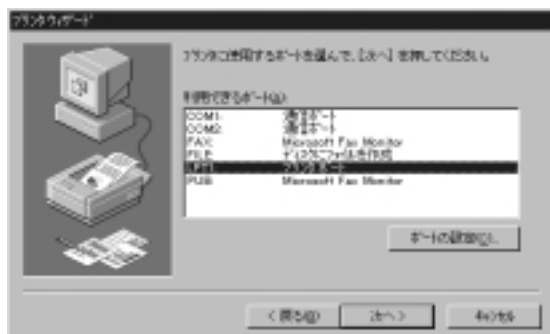 プリンタウィザード
プリンタに使用するポートを選んで、[次へ] を押してください。
利用できるポート(A):
COM1: 通信ポート
COM2: 通信ポート
FAX: Microsoft Fax Monitor
FILE: ディスクにファイルを作成
LPT1: プリンタ ポート
PUB: Microsoft Fax Monitor
ポートの設定(C)...
< 戻る(B)
次へ >
キャンセル